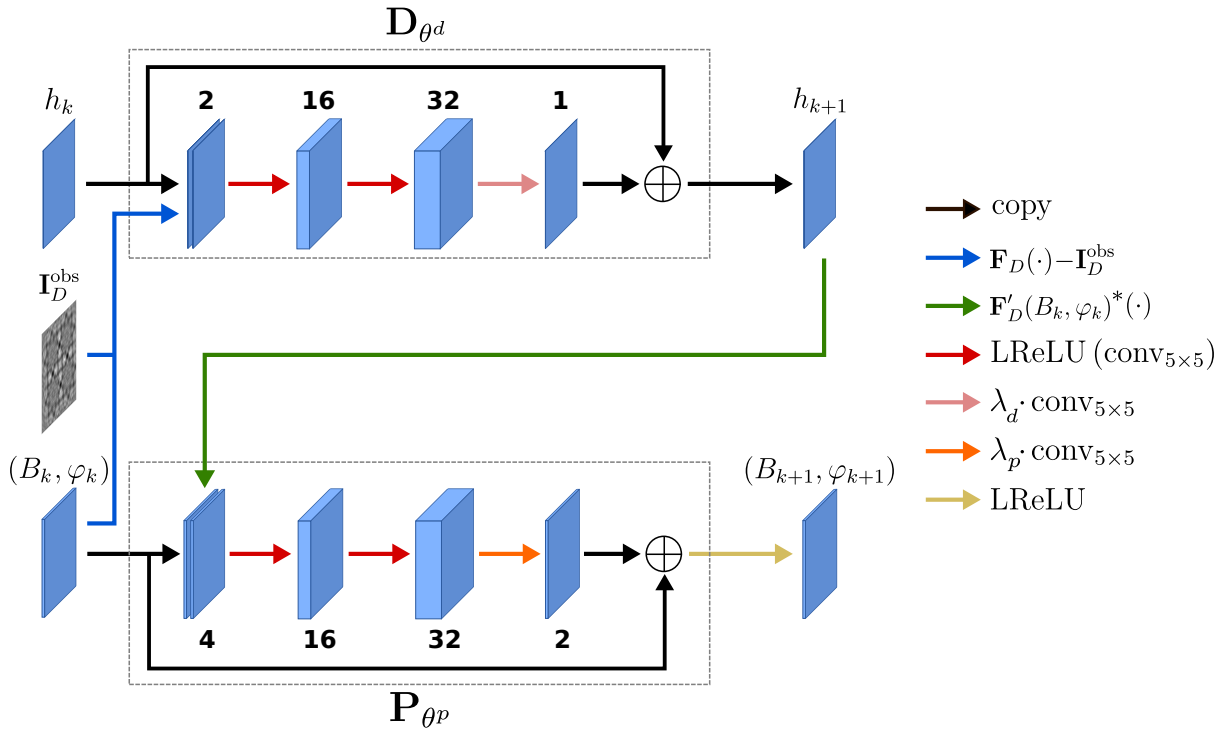 𝐃_{θ^d}
h_k
2 16 32 1
h_{k+1}
copy
𝐈_D^{obs}
𝐅_D(·)−𝐈_D^{obs}
𝐅′_D(B_k, φ_k)*(·)
LReLU (conv_{5×5})
λ_d· conv_{5×5}
λ_p· conv_{5×5}
LReLU
(B_k, φ_k)
(B_{k+1}, φ_{k+1})
4 16 32 2
𝐏_{θ^p}